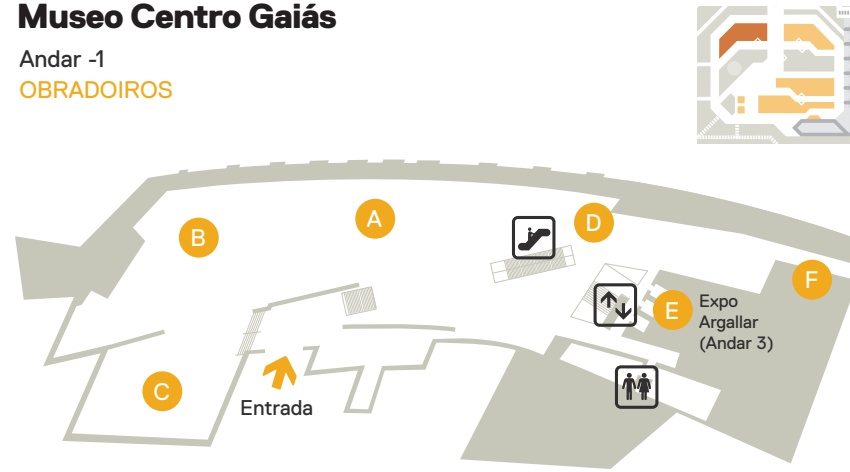 Museo Centro Gaiás
Andar -1
OBRADOIROS
A
B
D
F
E
Expo
Argallar
(Andar 3)
C
Entrada